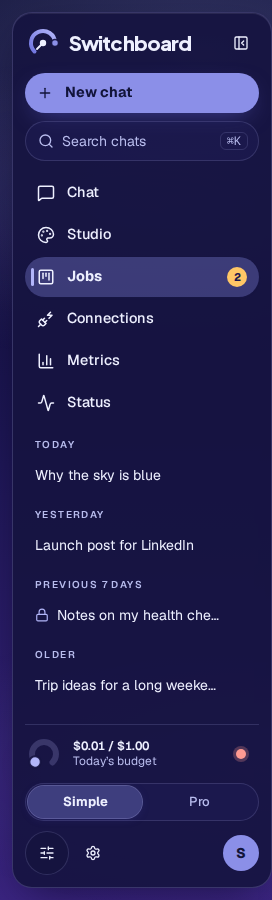 Switchboard
New chat
Search chats ⌘K
Chat
Studio
Jobs 2
Connections
Metrics
Status
TODAY
Why the sky is blue
YESTERDAY
Launch post for LinkedIn
PREVIOUS 7 DAYS
Notes on my health che...
OLDER
Trip ideas for a long weeke...
$0.01 / $1.00
Today's budget
Simple Pro
S